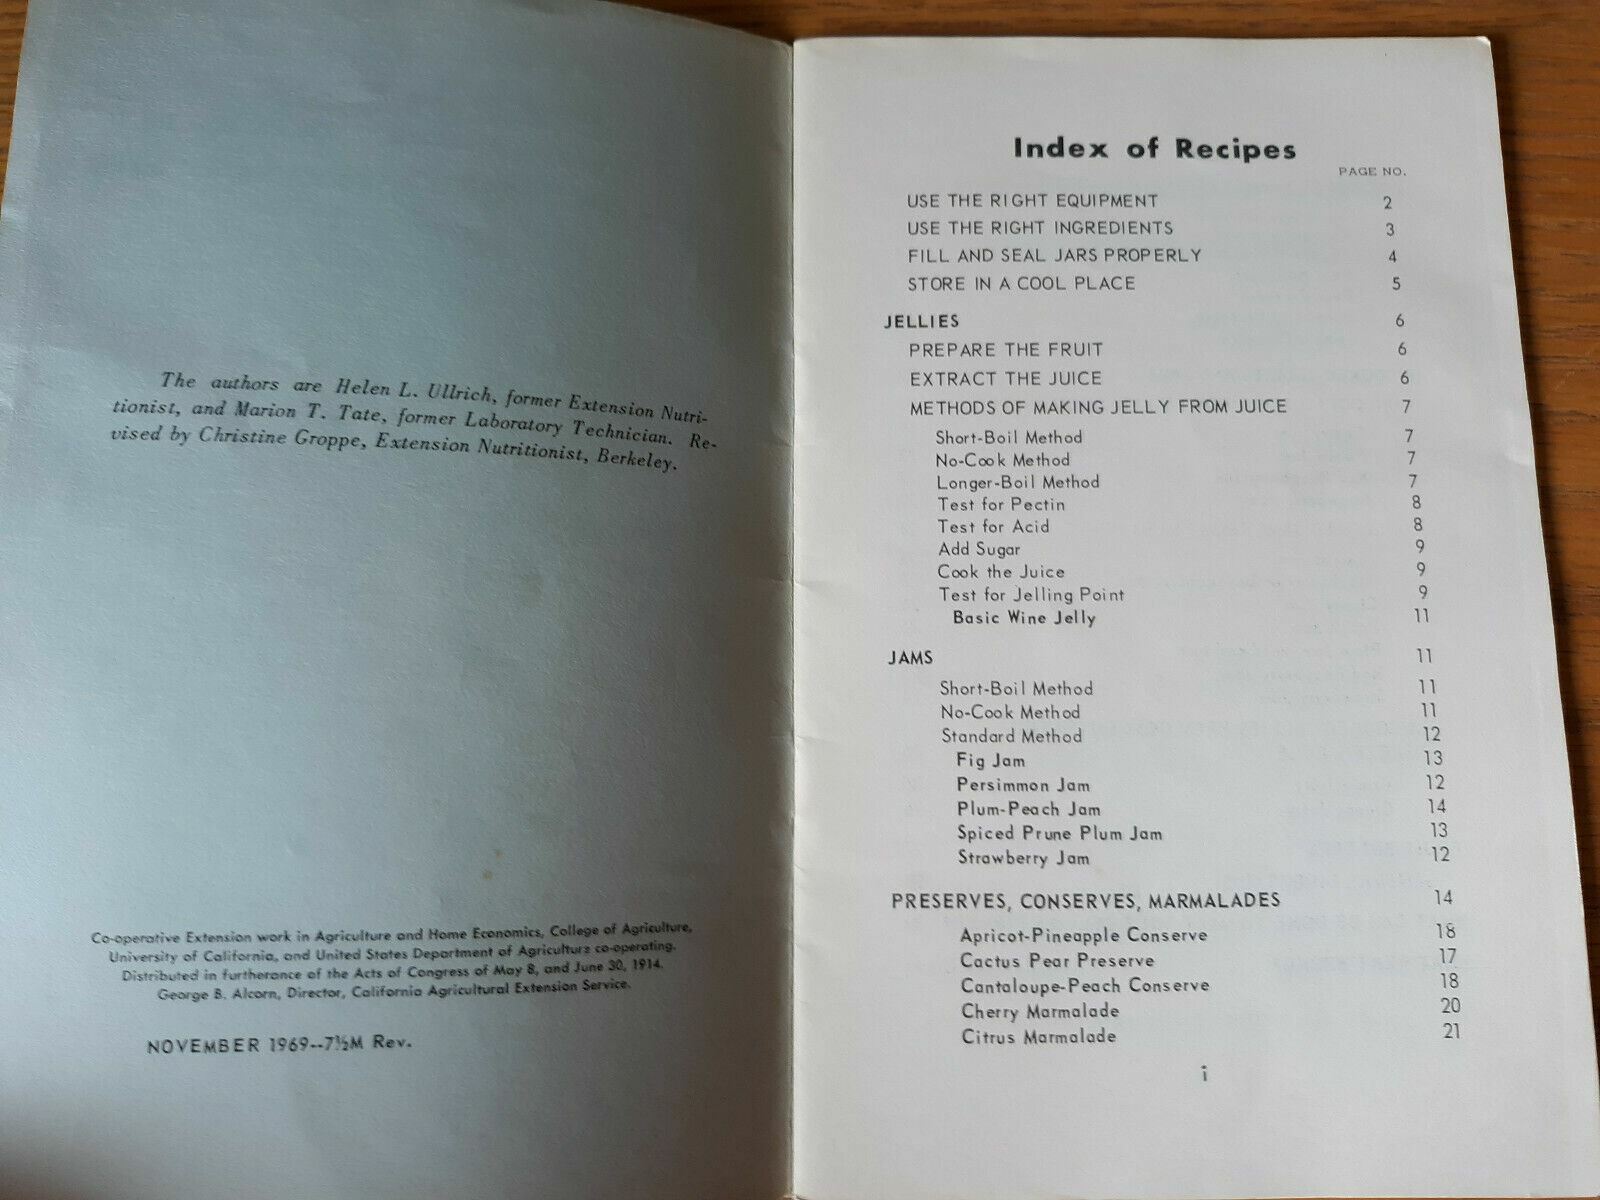 The authors are Helen L. Ullrich, former Extension Nutri-
tionist, and Marion T. Tate, former Laboratory Technician. Re-
vised by Christine Groppe, Extension Nutritionist, Berkeley.
Co-operative Extension work in Agriculture and Home Economics, College of Agriculture,
University of California, and United States Department of Agriculture co-operating.
Distributed in furtherance of the Acts of Congress of May 8, and June 30, 1914.
George B. Alcorn, Director, California Agricultural Extension Service.
NOVEMBER 1969--7½M Rev.
Index of Recipes
PAGE NO.
USE THE RIGHT EQUIPMENT 2
USE THE RIGHT INGREDIENTS 3
FILL AND SEAL JARS PROPERLY 4
STORE IN A COOL PLACE 5
JELLIES 6
PREPARE THE FRUIT 6
EXTRACT THE JUICE 6
METHODS OF MAKING JELLY FROM JUICE 7
Short-Boil Method 7
No-Cook Method 7
Longer-Boil Method 7
Test for Pectin 8
Test for Acid 8
Add Sugar 9
Cook the Juice 9
Test for Jelling Point 9
Basic Wine Jelly 11
JAMS 11
Short-Boil Method 11
No-Cook Method 11
Standard Method 12
Fig Jam 13
Persimmon Jam 12
Plum-Peach Jam 14
Spiced Prune Plum Jam 13
Strawberry Jam 12
PRESERVES, CONSERVES, MARMALADES 14
Apricot-Pineapple Conserve 18
Cactus Pear Preserve 17
Cantaloupe-Peach Conserve 18
Cherry Marmalade 20
Citrus Marmalade 21
i